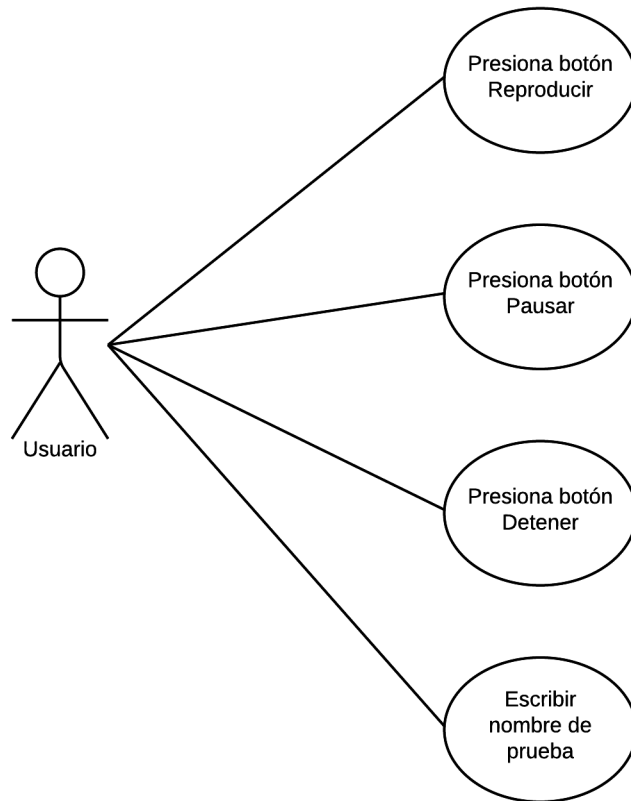 Presiona botón
Reproducir
Presiona botón
Pausar
Usuario
Presiona botón
Detener
Escribir
nombre de
prueba